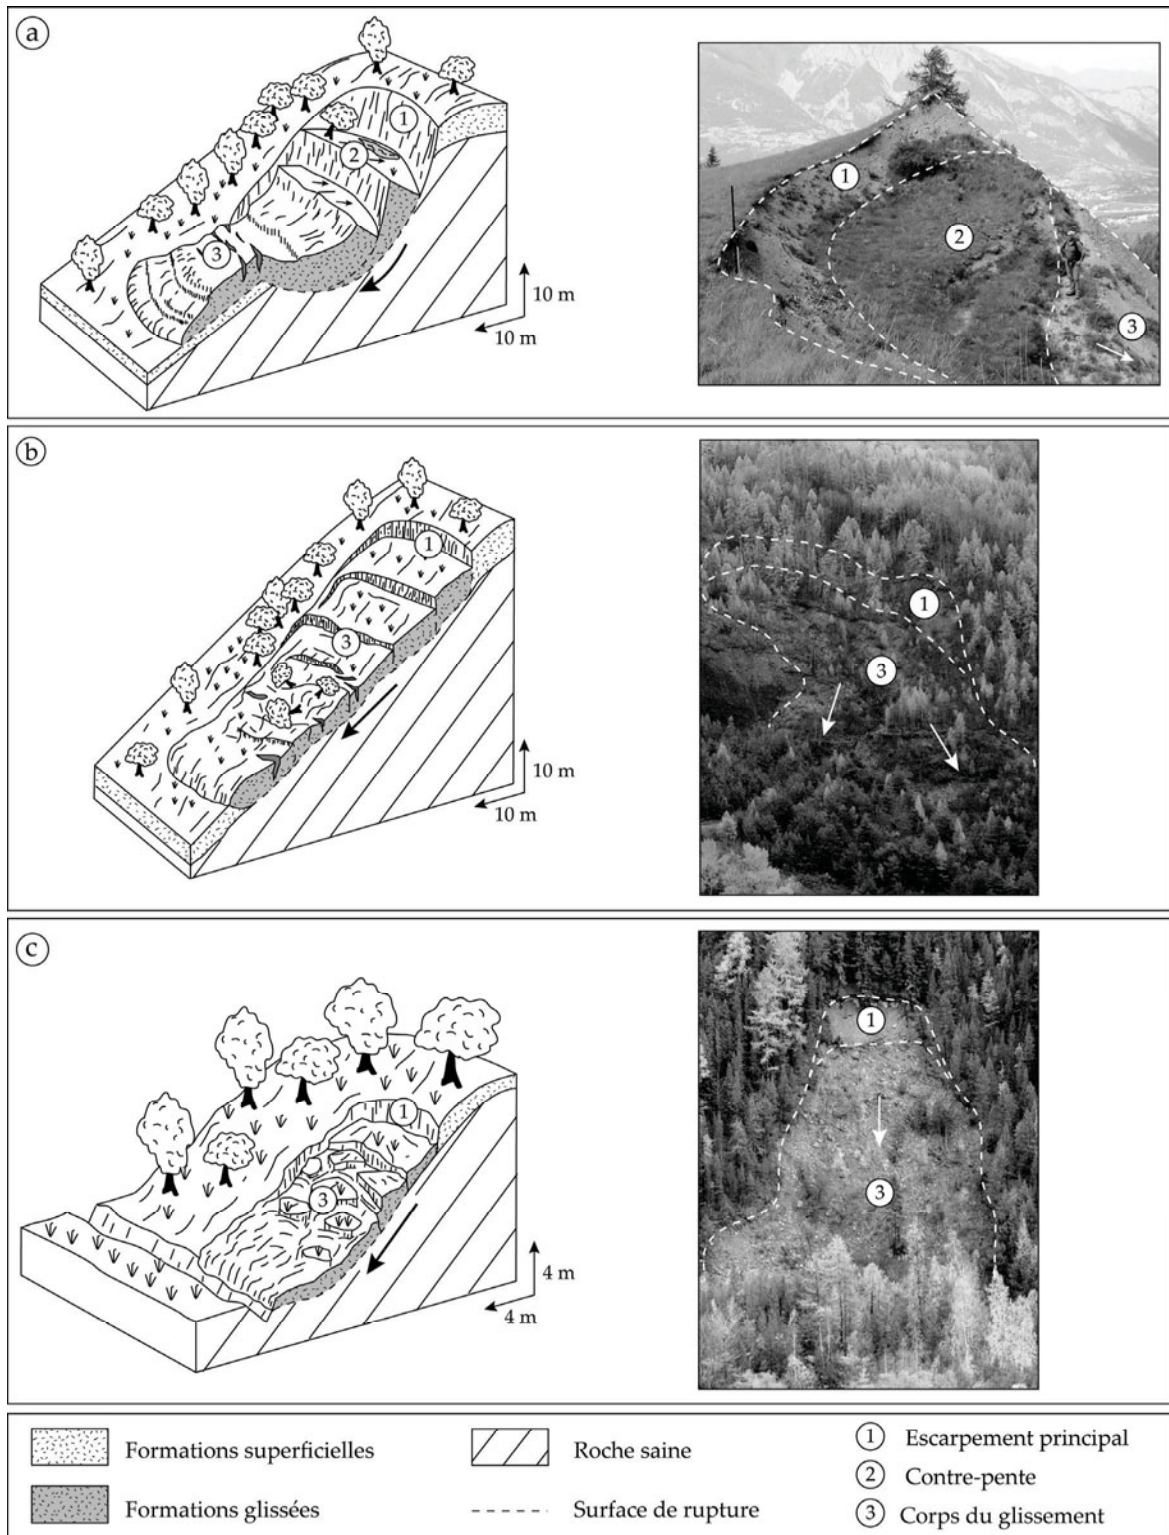 a
1
2
3
10 m
10 m
1
2
3
b
1
3
10 m
10 m
1
3
c
1
3
4 m
4 m
1
3
Formations superficielles
Roche saine
1 Escarpement principal
2 Contre-pente
Formations glissées
Surface de rupture
3 Corps du glissement